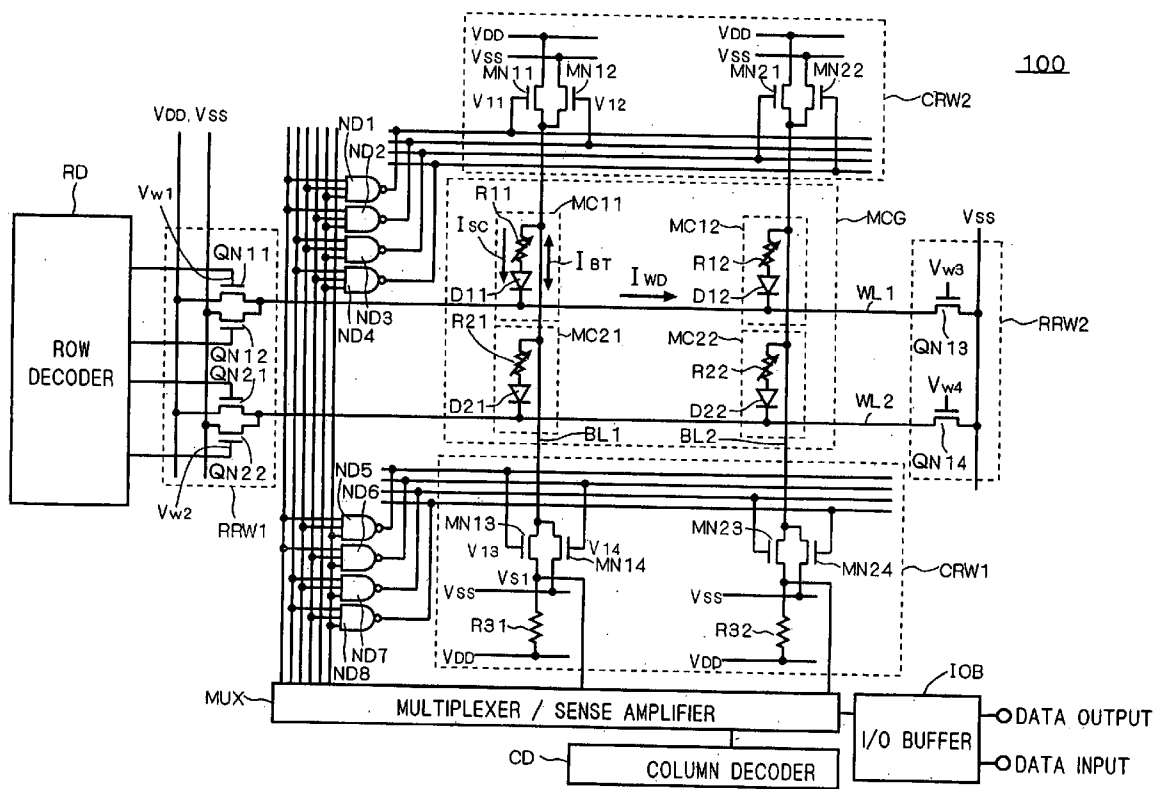 100
VDD
VSS
MN11
MN12
V11
V12
VDD
VSS
MN21
MN22
CRW2
VDD, VSS
ND1
ND2
RD
VW1
QN11
R11
MC11
ISC
IBT
D11
IWD
MC12
R12
D12
MCG
VSS
WL1
VW3
QN13
RRW2
ROW DECODER
QN12
QN21
ND3
ND4
R21
MC21
D21
MC22
R22
D22
WL2
VW4
QN14
QN22
VW2
RRW1
BL1
BL2
ND5
ND6
MN13
V13
V14
MN14
VS1
VSS
R31
VDD
MN23
MN24
VSS
R32
VDD
CRW1
ND7
ND8
MUX
MULTIPLEXER / SENSE AMPLIFIER
IOB
I/O BUFFER
DATA OUTPUT
DATA INPUT
CD
COLUMN DECODER